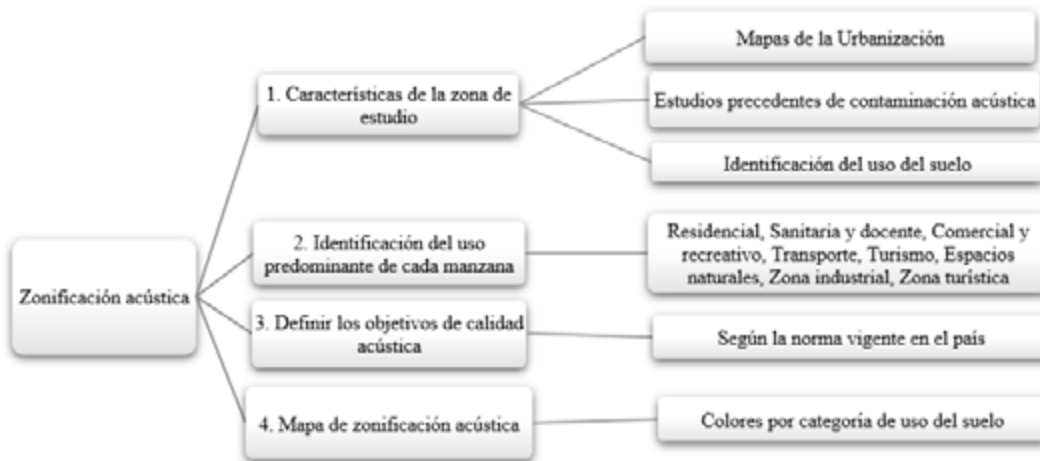 Zonificación acústica
1. Características de la zona de
estudio
Mapas de la Urbanización
Estudios precedentes de contaminación acústica
Identificación del uso del suelo
2. Identificación del uso
predominante de cada manzana
Residencial, Sanitaria y docente, Comercial y
recreativo, Transporte, Turismo, Espacios
naturales, Zona industrial, Zona turística
3. Definir los objetivos de calidad
acústica
Según la norma vigente en el país
4. Mapa de zonificación acústica
Colores por categoría de uso del suelo